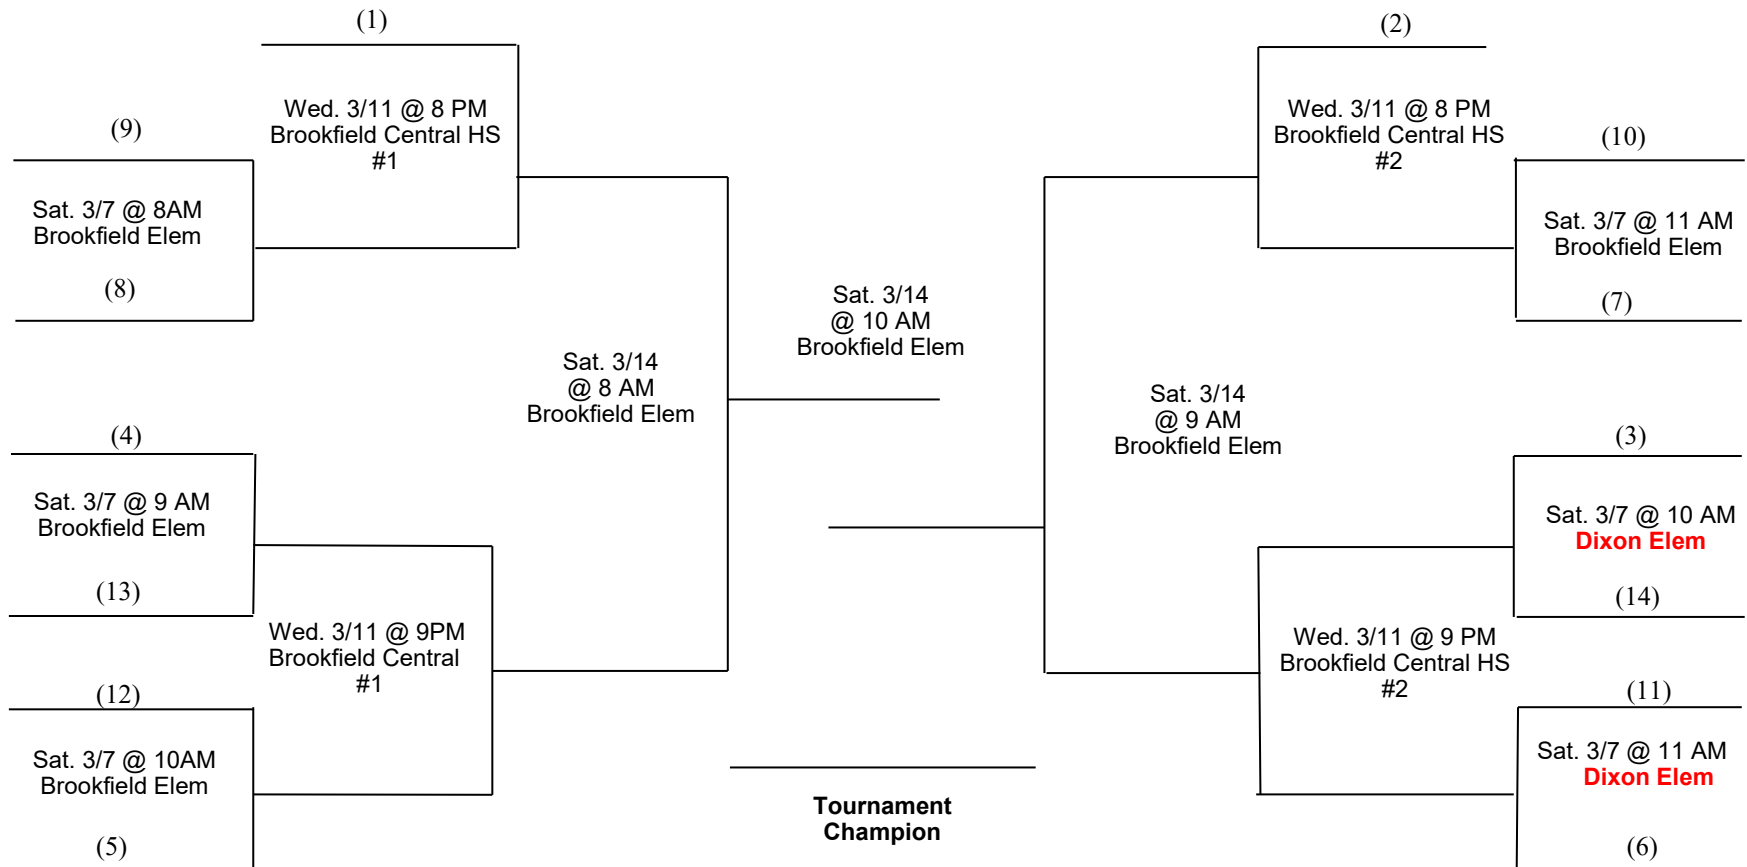 (1)
(2)
Wed. 3/11 @ 8 PM
Brookfield Central HS
#1
Wed. 3/11 @ 8 PM
Brookfield Central HS
#2
(9)
(10)
Sat. 3/7 @ 8AM
Brookfield Elem
Sat. 3/7 @ 11 AM
Brookfield Elem
(8)
(7)
Sat. 3/14
@ 10 AM
Brookfield Elem
Sat. 3/14
@ 8 AM
Brookfield Elem
Sat. 3/14
@ 9 AM
Brookfield Elem
(4)
(3)
Sat. 3/7 @ 9 AM
Brookfield Elem
Sat. 3/7 @ 10 AM
Dixon Elem
(13)
(14)
Wed. 3/11 @ 9PM
Brookfield Central
#1
Wed. 3/11 @ 9 PM
Brookfield Central HS
#2
(12)
(11)
Sat. 3/7 @ 10AM
Brookfield Elem
Sat. 3/7 @ 11 AM
Dixon Elem
Tournament
Champion
(5)
(6)